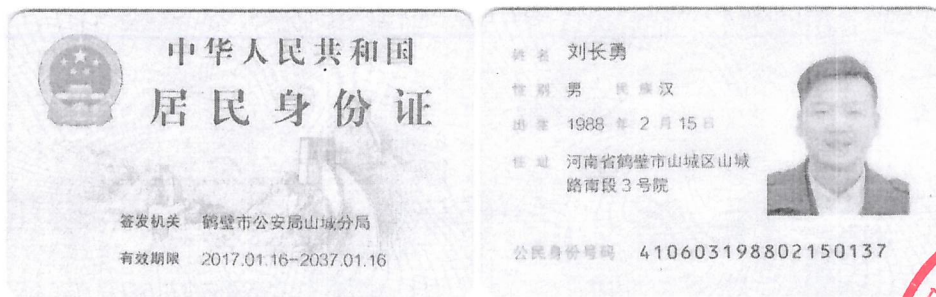 中华人民共和国
居民身份证
签发机关 鹤壁市公安局山城分局
有效期限 2017.01.16-2037.01.16
姓名 刘长勇
性别 男 民族 汉
出生 1988 年 2 月 15 日
住址 河南省鹤壁市山城区山城
路南段3号院
公民身份号码 410603198802150137